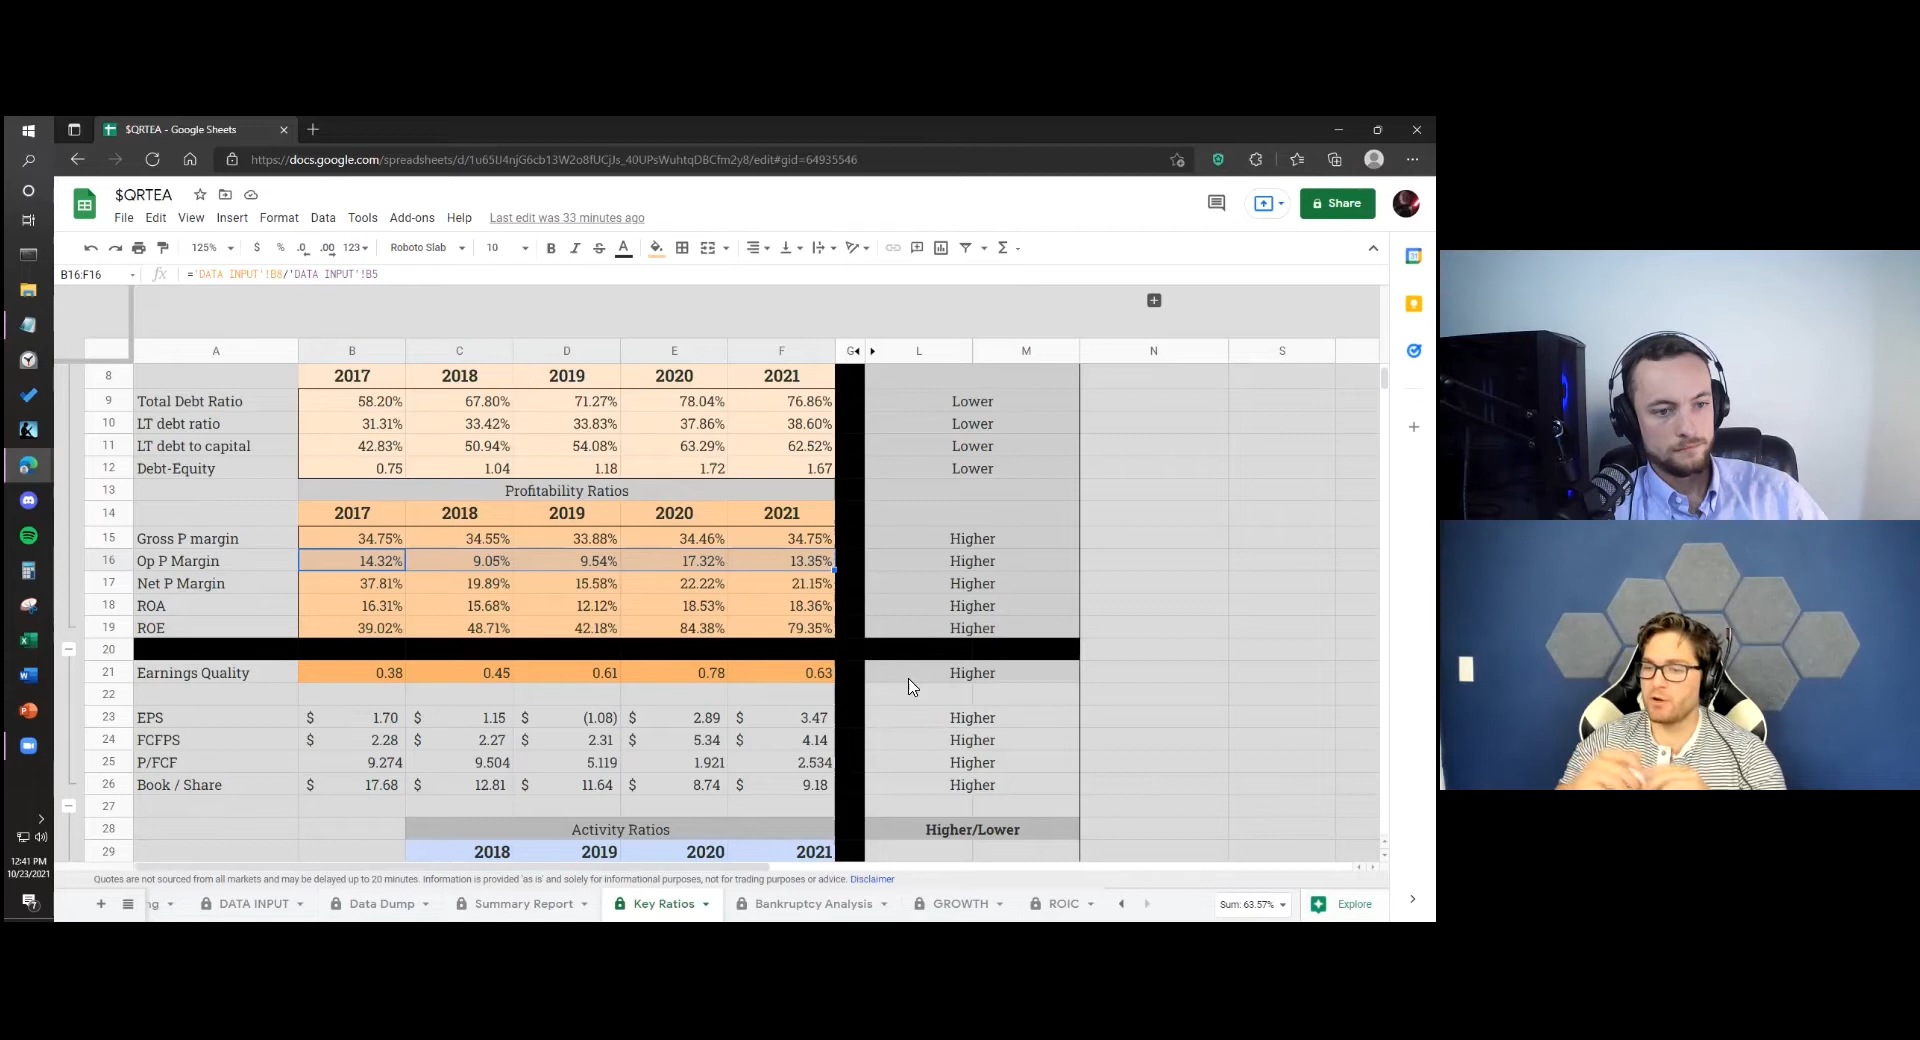 $QRTEA - Google Sheets
https://docs.google.com/spreadsheets/d/1u65U4njG6cb13W2o8fUCjJs_40UPsWuhtqDBCfm2y8/edit#gid=64935546
$QRTEA
File Edit View Insert Format Data Tools Add-ons Help Last edit was 33 minutes ago
Share
125% $ % .0 .00 123 Roboto Slab 10 B I S A
B16:F16 fx ='DATA INPUT'!B8/'DATA INPUT'!B5
A B C D E F G L M N S
8 2017 2018 2019 2020 2021
9 Total Debt Ratio 58.20% 67.80% 71.27% 78.04% 76.86% Lower
10 LT debt ratio 31.31% 33.42% 33.83% 37.86% 38.60% Lower
11 LT debt to capital 42.83% 50.94% 54.08% 63.29% 62.52% Lower
12 Debt-Equity 0.75 1.04 1.18 1.72 1.67 Lower
13 Profitability Ratios
14 2017 2018 2019 2020 2021
15 Gross P margin 34.75% 34.55% 33.88% 34.46% 34.75% Higher
16 Op P Margin 14.32% 9.05% 9.54% 17.32% 13.35% Higher
17 Net P Margin 37.81% 19.89% 15.58% 22.22% 21.15% Higher
18 ROA 16.31% 15.68% 12.12% 18.53% 18.36% Higher
19 ROE 39.02% 48.71% 42.18% 84.38% 79.35% Higher
20
21 Earnings Quality 0.38 0.45 0.61 0.78 0.63 Higher
22
23 EPS $ 1.70 $ 1.15 $ (1.08) $ 2.89 $ 3.47 Higher
24 FCFPS $ 2.28 $ 2.27 $ 2.31 $ 5.34 $ 4.14 Higher
25 P/FCF 9.274 9.504 5.119 1.921 2.534 Higher
26 Book / Share $ 17.68 $ 12.81 $ 11.64 $ 8.74 $ 9.18 Higher
27
28 Activity Ratios Higher/Lower
29 2018 2019 2020 2021
12:41 PM
10/23/2021
Quotes are not sourced from all markets and may be delayed up to 20 minutes. Information is provided 'as is' and solely for informational purposes, not for trading purposes or advice. Disclaimer
ng DATA INPUT Data Dump Summary Report Key Ratios Bankruptcy Analysis GROWTH ROIC Sum: 63.57% Explore